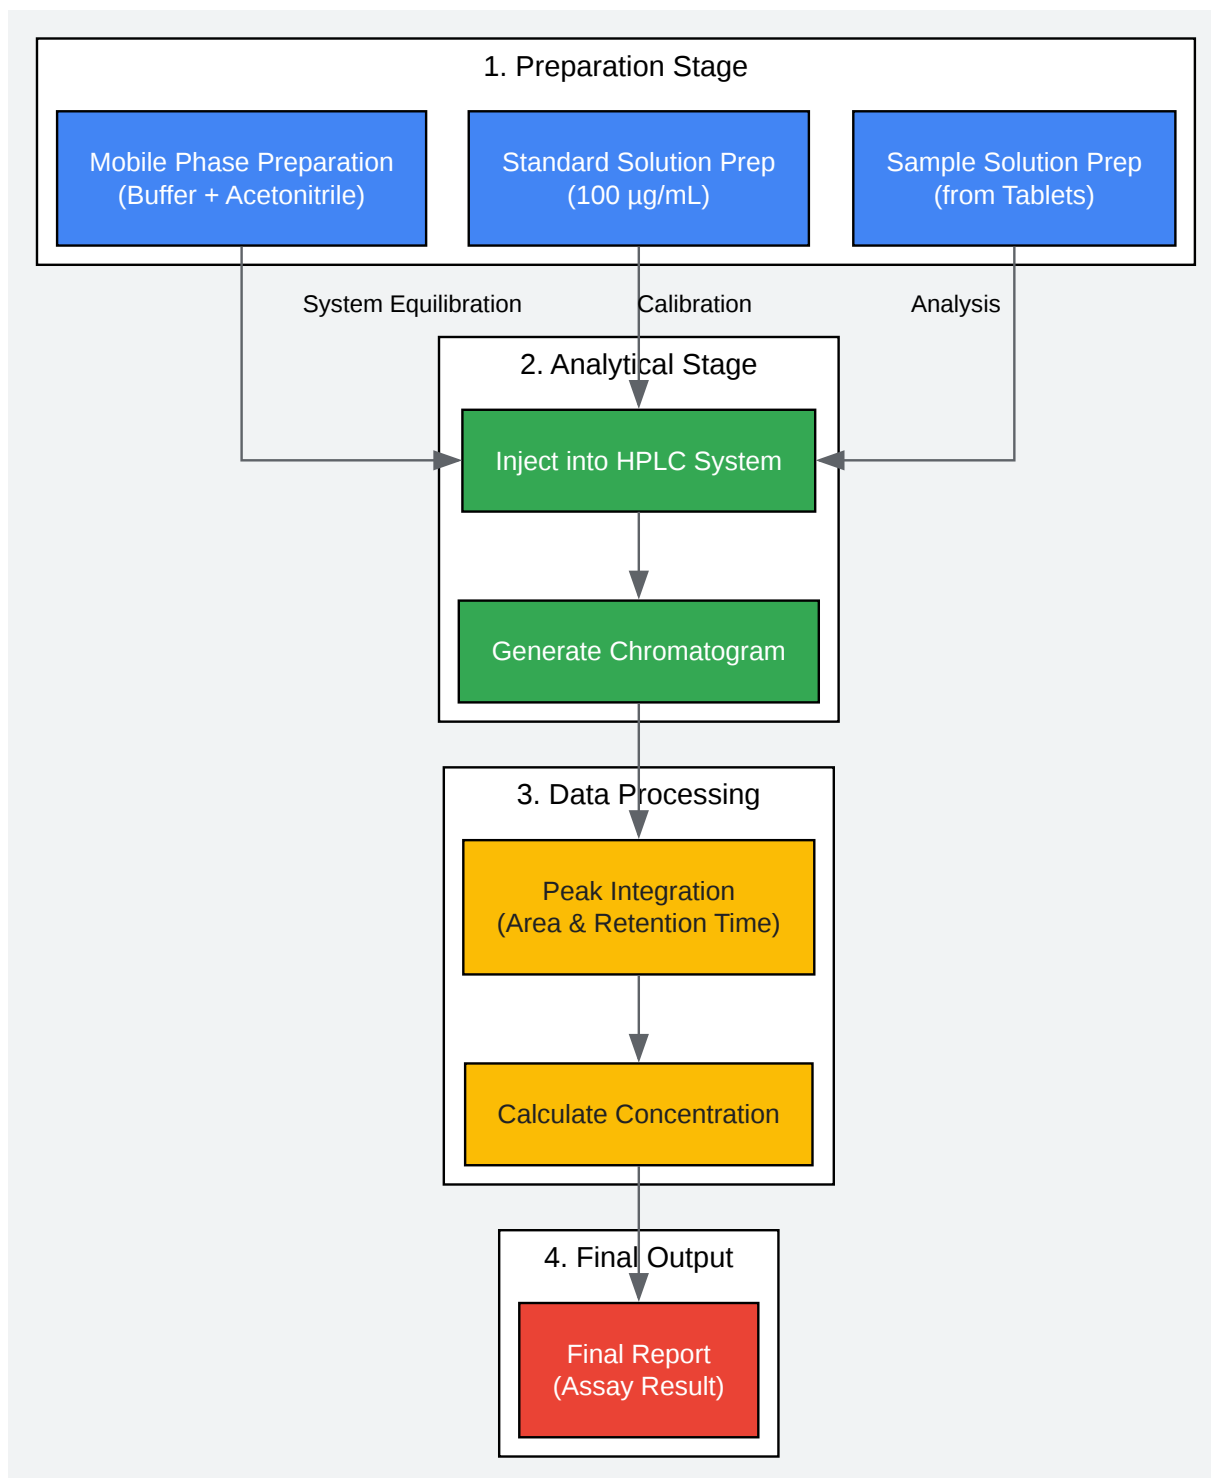 1. Preparation Stage
Mobile Phase Preparation
(Buffer + Acetonitrile)
Standard Solution Prep
(100 µg/mL)
Sample Solution Prep
(from Tablets)
System Equilibration
Calibration
Analysis
2. Analytical Stage
Inject into HPLC System
Generate Chromatogram
3. Data Processing
Peak Integration
(Area & Retention Time)
Calculate Concentration
4. Final Output
Final Report
(Assay Result)